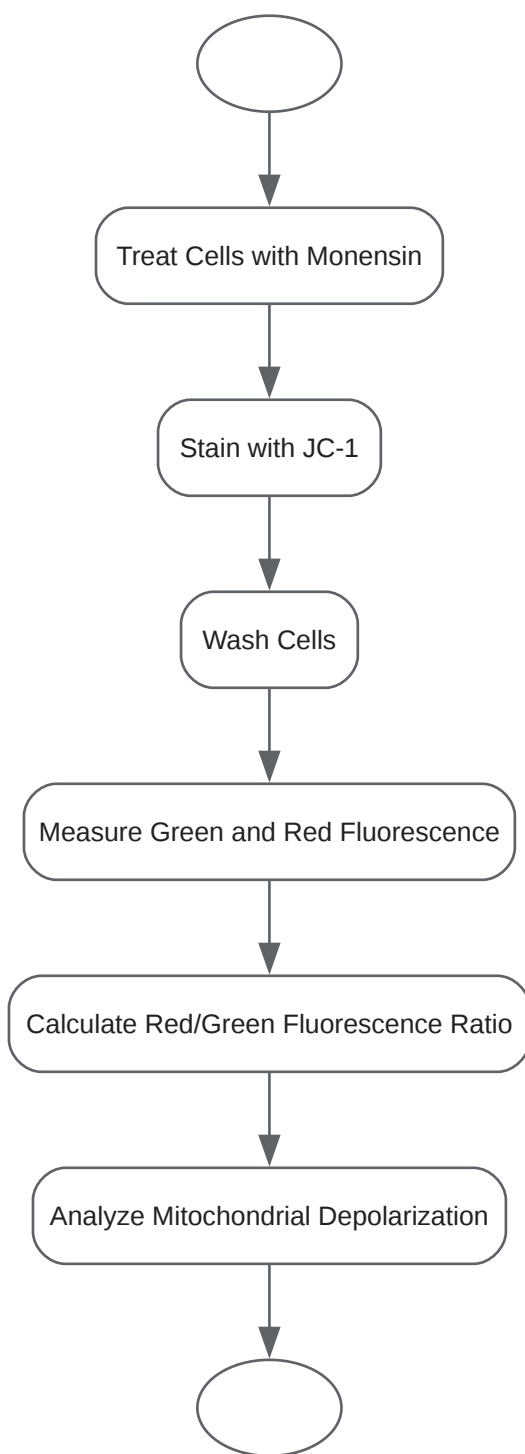 Treat Cells with Monensin
Stain with JC-1
Wash Cells
Measure Green and Red Fluorescence
Calculate Red/Green Fluorescence Ratio
Analyze Mitochondrial Depolarization